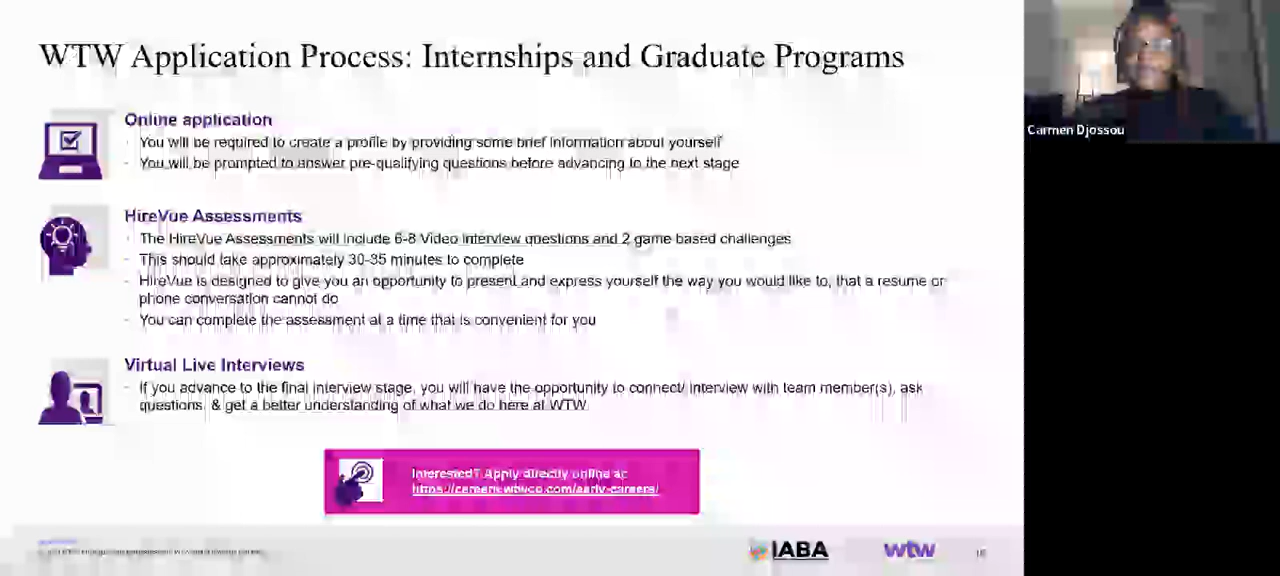 WTW Application Process: Internships and Graduate Programs
Carmen Djossou
Online application
- You will be required to create a profile by providing some brief information about yourself
- You will be prompted to answer pre-qualifying questions before advancing to the next stage
HireVue Assessments
- The HireVue Assessments will include 6-8 Video interview questions and 2 game-based challenges
- This should take approximately 30-35 minutes to complete
- HireVue is designed to give you an opportunity to present and express yourself the way you would like to, that a resume or
phone conversation cannot do
- You can complete the assessment at a time that is convenient for you
Virtual Live Interviews
- If you advance to the final interview stage, you will have the opportunity to connect/ interview with team member(s), ask
questions, & get a better understanding of what we do here at WTW
Interested? Apply directly online at:
https://careers.wtwco.com/early-careers/
IABA
wtw